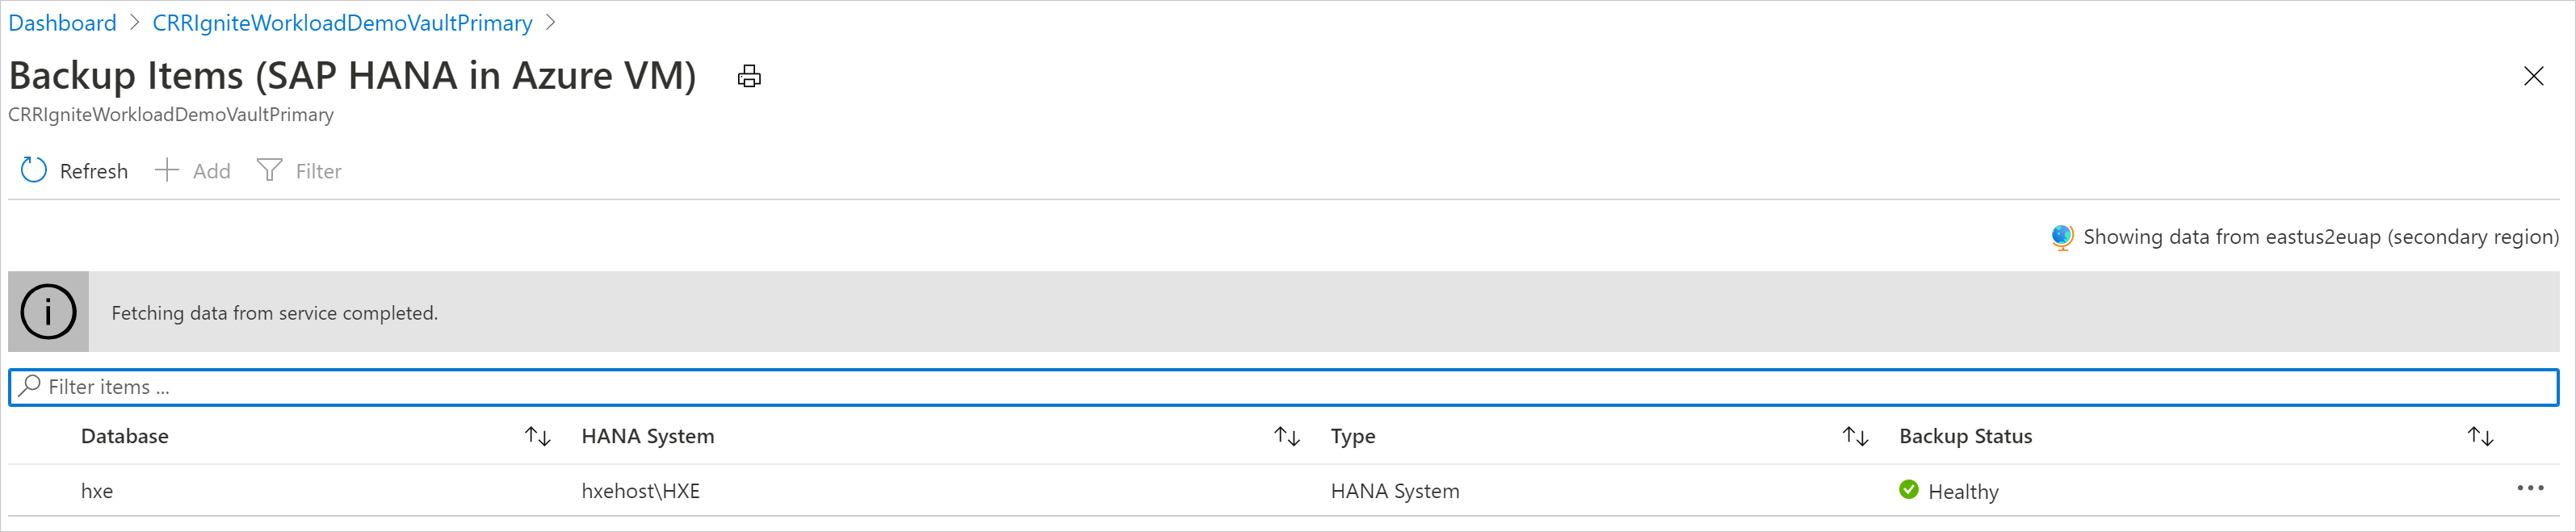 Dashboard > CRRIgniteWorkloadDemoVaultPrimary >
Backup Items (SAP HANA in Azure VM)
CRRIgniteWorkloadDemoVaultPrimary
Refresh Add Filter
Showing data from eastus2euap (secondary region)
Fetching data from service completed.
Filter items ...
Database HANA System Type Backup Status
hxe hxehost\HXE HANA System Healthy